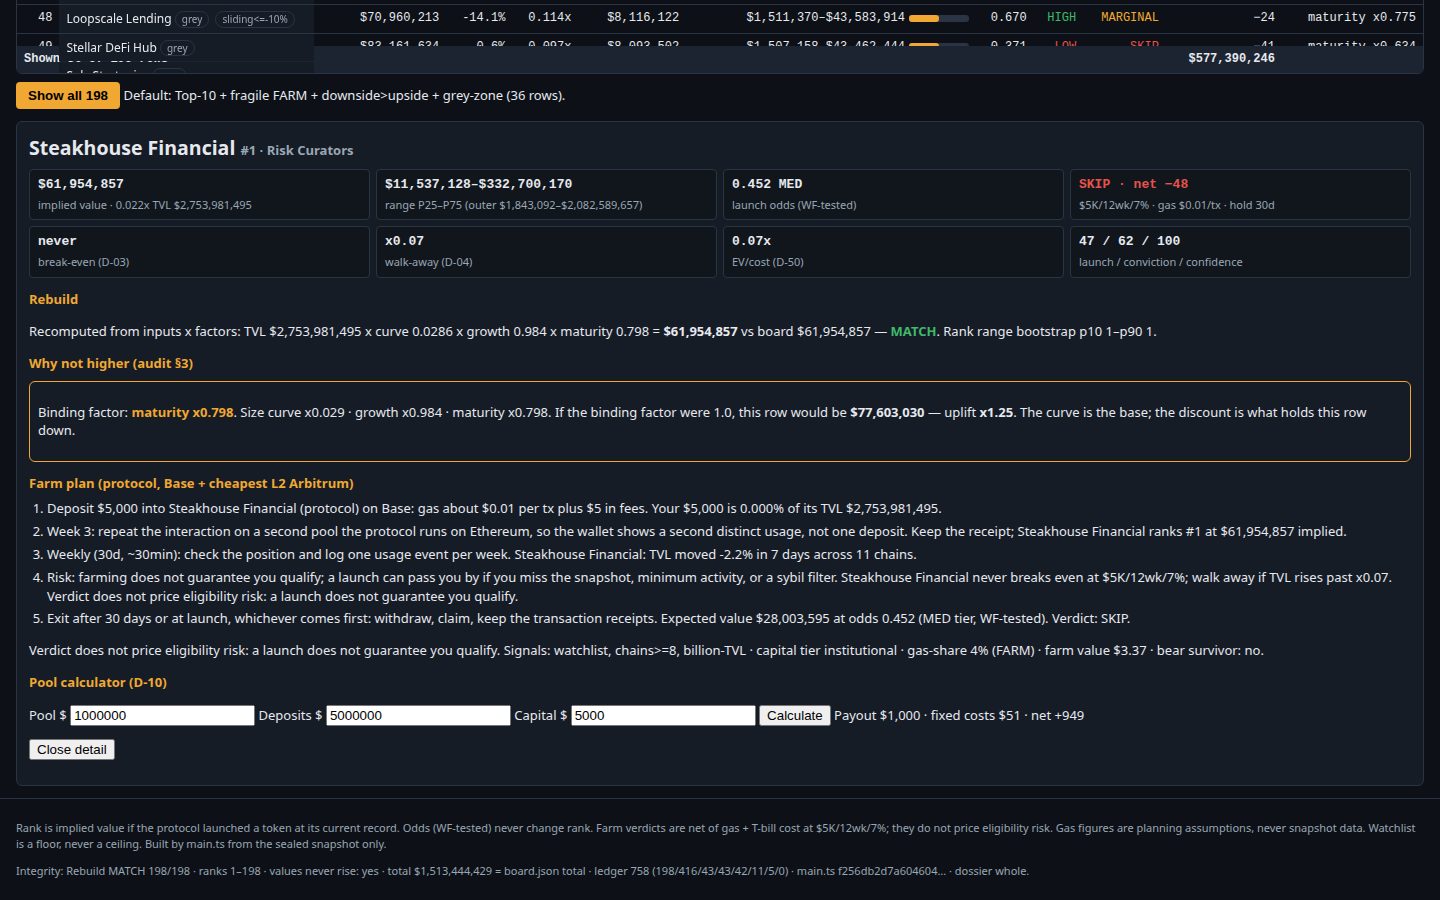 48 Loopscale Lending grey sliding<=-10% $70,960,213 -14.1% 0.114x $8,116,122 $1,511,370–$43,583,914 0.670 HIGH MARGINAL −24 maturity x0.775
49 Stellar DeFi Hub grey $83,161,634 0.6% 0.097x $8,093,502 $1,507,158–$43,462,444 0.371 LOW SKIP −41 maturity x0.634
Shown $577,390,246
Show all 198 Default: Top-10 + fragile FARM + downside>upside + grey-zone (36 rows).
Steakhouse Financial #1 · Risk Curators
$61,954,857 $11,537,128–$332,700,170 0.452 MED SKIP · net −48
implied value · 0.022x TVL $2,753,981,495 range P25–P75 (outer $1,843,092–$2,082,589,657) launch odds (WF-tested) $5K/12wk/7% · gas $0.01/tx · hold 30d
never x0.07 0.07x 47 / 62 / 100
break-even (D-03) walk-away (D-04) EV/cost (D-50) launch / conviction / confidence
Rebuild
Recomputed from inputs x factors: TVL $2,753,981,495 x curve 0.0286 x growth 0.984 x maturity 0.798 = $61,954,857 vs board $61,954,857 — MATCH. Rank range bootstrap p10 1–p90 1.
Why not higher (audit §3)
Binding factor: maturity x0.798. Size curve x0.029 · growth x0.984 · maturity x0.798. If the binding factor were 1.0, this row would be $77,603,030 — uplift x1.25. The curve is the base; the discount is what holds this row
down.
Farm plan (protocol, Base + cheapest L2 Arbitrum)
1. Deposit $5,000 into Steakhouse Financial (protocol) on Base: gas about $0.01 per tx plus $5 in fees. Your $5,000 is 0.000% of its TVL $2,753,981,495.
2. Week 3: repeat the interaction on a second pool the protocol runs on Ethereum, so the wallet shows a second distinct usage, not one deposit. Keep the receipt; Steakhouse Financial ranks #1 at $61,954,857 implied.
3. Weekly (30d, ~30min): check the position and log one usage event per week. Steakhouse Financial: TVL moved -2.2% in 7 days across 11 chains.
4. Risk: farming does not guarantee you qualify; a launch can pass you by if you miss the snapshot, minimum activity, or a sybil filter. Steakhouse Financial never breaks even at $5K/12wk/7%; walk away if TVL rises past x0.07.
Verdict does not price eligibility risk: a launch does not guarantee you qualify.
5. Exit after 30 days or at launch, whichever comes first: withdraw, claim, keep the transaction receipts. Expected value $28,003,595 at odds 0.452 (MED tier, WF-tested). Verdict: SKIP.
Verdict does not price eligibility risk: a launch does not guarantee you qualify. Signals: watchlist, chains>=8, billion-TVL · capital tier institutional · gas-share 4% (FARM) · farm value $3.37 · bear survivor: no.
Pool calculator (D-10)
Pool $ 1000000 Deposits $ 5000000 Capital $ 5000 Calculate Payout $1,000 · fixed costs $51 · net +949
Close detail
Rank is implied value if the protocol launched a token at its current record. Odds (WF-tested) never change rank. Farm verdicts are net of gas + T-bill cost at $5K/12wk/7%; they do not price eligibility risk. Gas figures are planning assumptions, never snapshot data. Watchlist
is a floor, never a ceiling. Built by main.ts from the sealed snapshot only.
Integrity: Rebuild MATCH 198/198 · ranks 1–198 · values never rise: yes · total $1,513,444,429 = board.json total · ledger 758 (198/416/43/43/42/11/5/0) · main.ts f256db2d7a604604… · dossier whole.